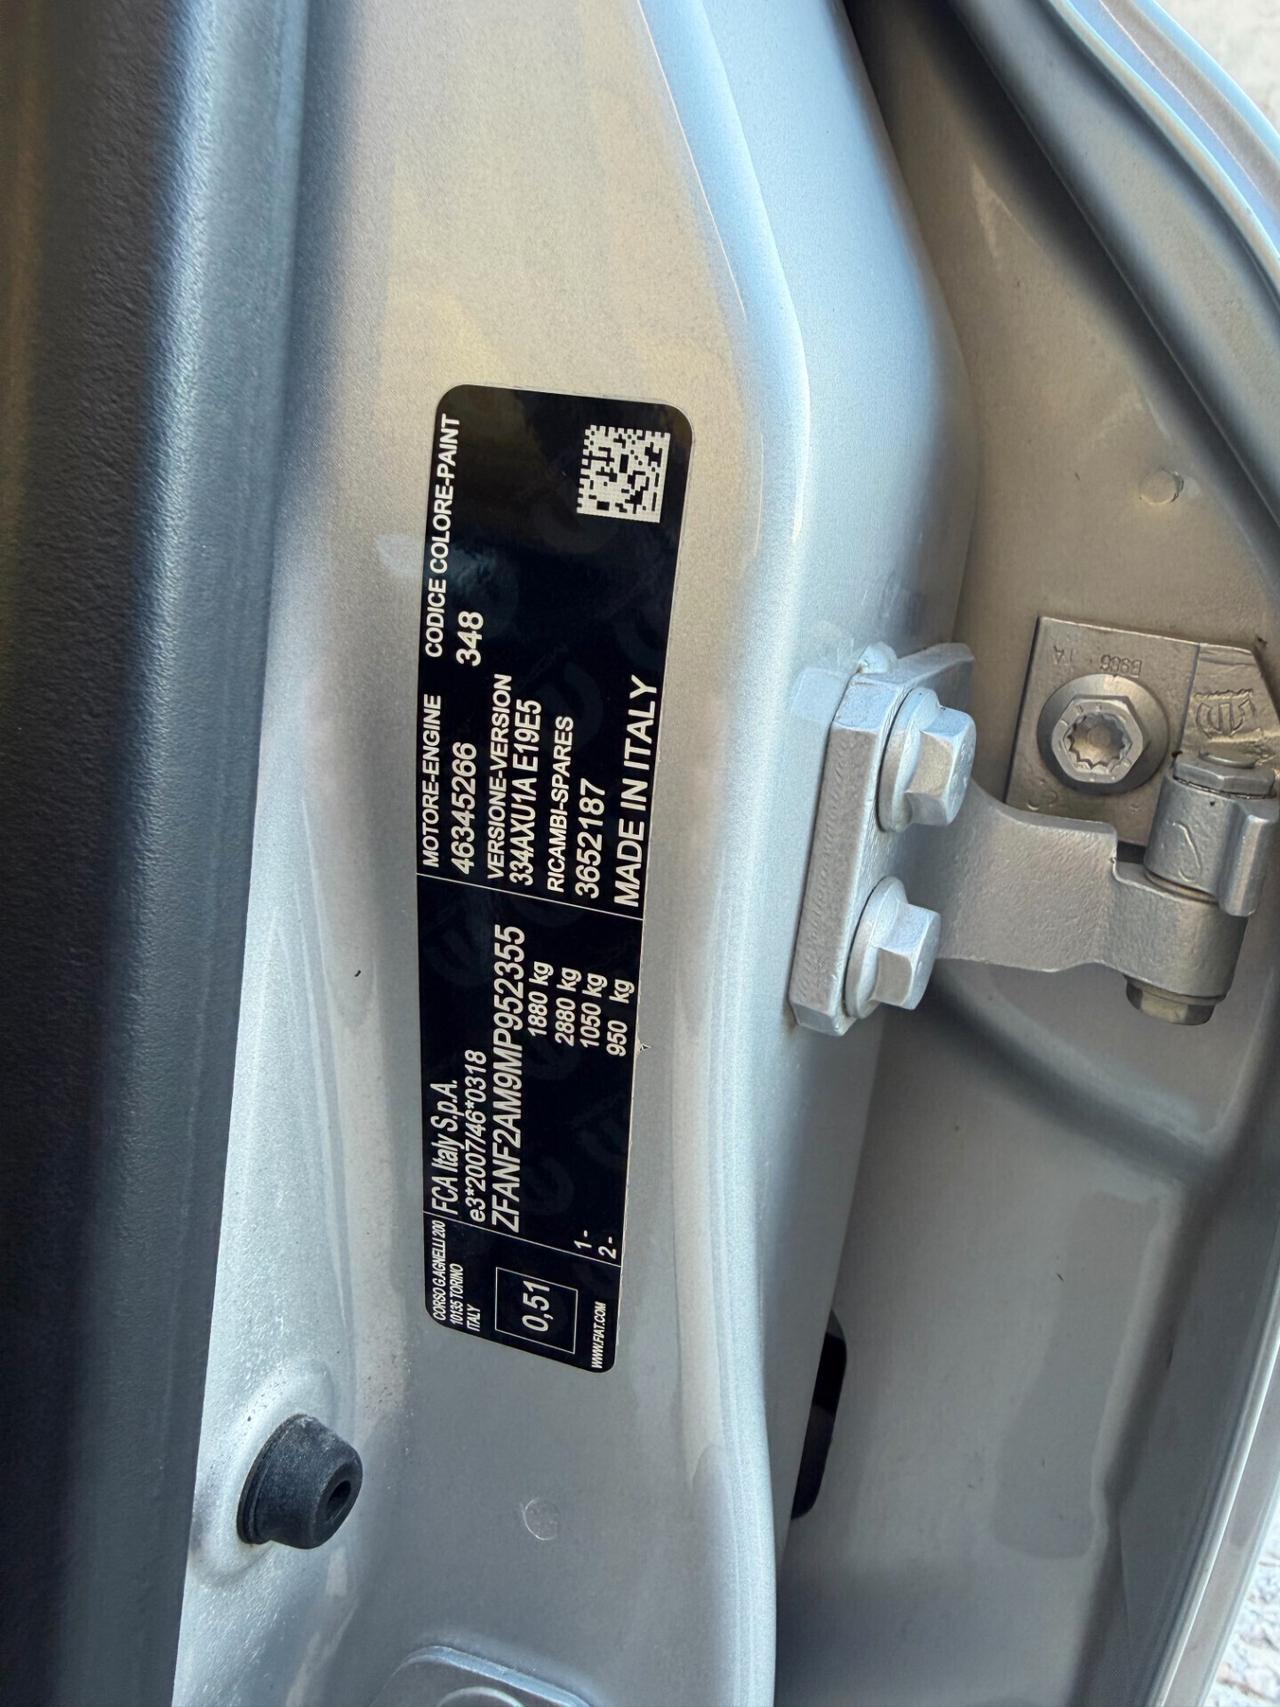 CORSO G.AGNELLI 200
10135 TORINO
ITALY
0,51
WWW.FIAT.COM
FCA Italy S.p.A.
e3*2007/46*0318
ZFANF2AM9MP952355
1880 kg
2880 kg
1- 1050 kg
2- 950 kg
MOTORE-ENGINE CODICE COLORE-PAINT
46345266 348
VERSIONE-VERSION
334AXU1A E19E5
RICAMBI-SPARES
3652187
MADE IN ITALY
B966 1A